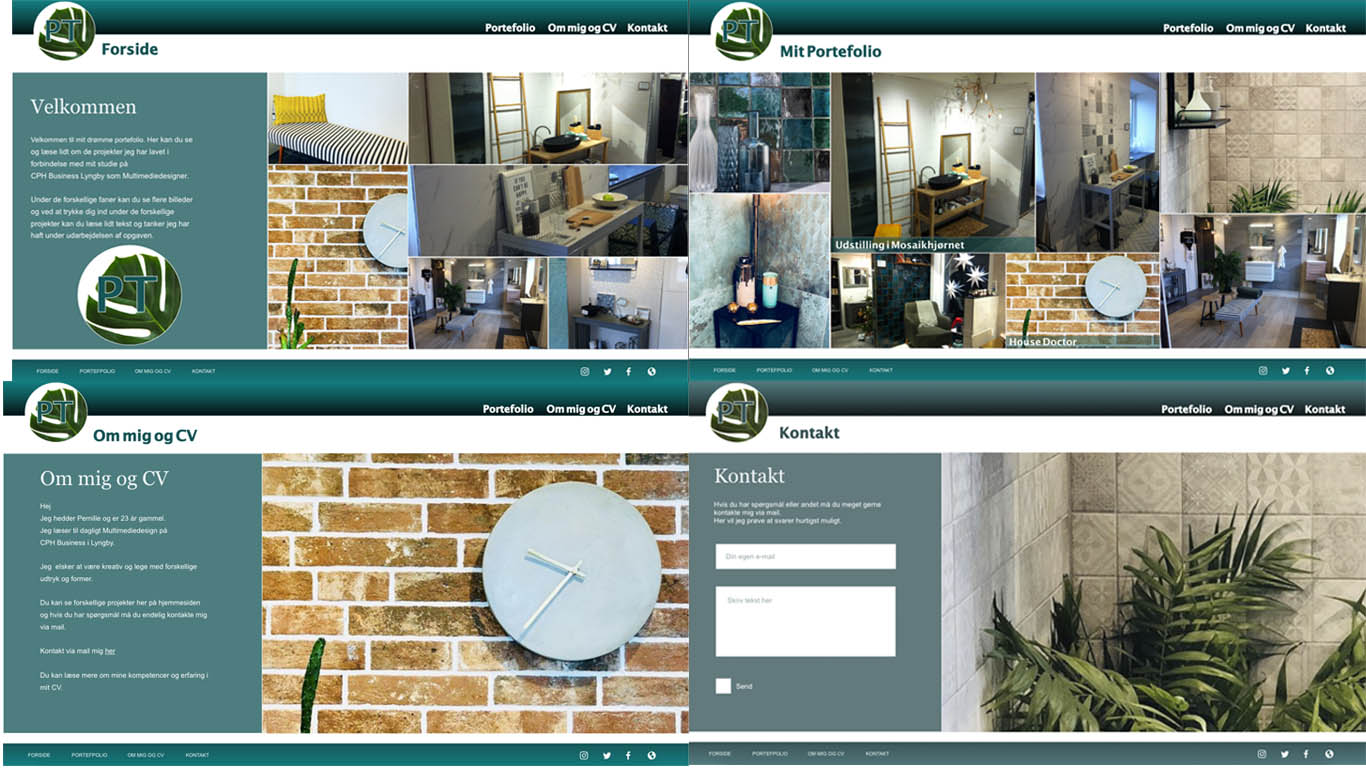 PT
Portefolio Om mig og CV Kontakt
Forside
Velkommen
Velkommen til mit drømme portefolio. Her kan du se
og læse lidt om de projekter jeg har lavet i
forbindelse med mit studie på
CPH Business Lyngby som Multimediedesigner.
Under de forskellige faner kan du se flere billeder
og ved at trykke dig ind under de forskellige
projekter kan du læse lidt tekst og tanker jeg har
haft under udarbejdelsen af opgaven.
PT
IF YOU
CAN'T BE
HAPPY
FORSIDE PORTEFPOLIO OM MIG OG CV KONTAKT
PT
Portefolio Om mig og CV Kontakt
Mit Portefolio
Udstilling i Mosaikhjørnet
House Doctor
FORSIDE PORTEFPOLIO OM MIG OG CV KONTAKT
PT
Portefolio Om mig og CV Kontakt
Om mig og CV
Om mig og CV
Hej
Jeg hedder Pernille og er 23 år gammel.
Jeg læser til dagligt Multimediedesign på
CPH Business i Lyngby.
Jeg elsker at være kreativ og lege med forskellige
udtryk og former.
Du kan se forskellige projekter her på hjemmesiden
og hvis du har spørgsmål må du endelig kontakte mig
via mail.
Kontakt via mail mig her
Du kan læse mere om mine kompetencer og erfaring i
mit CV.
FORSIDE PORTEFPOLIO OM MIG OG CV KONTAKT
PT
Portefolio Om mig og CV Kontakt
Kontakt
Kontakt
Hvis du har spørgsmål eller andet må du meget gerne
kontakte mig via mail.
Her vil jeg prøve at svarer hurtigst muligt.
Din egen e-mail
Skriv tekst her
Send
FORSIDE PORTEFPOLIO OM MIG OG CV KONTAKT